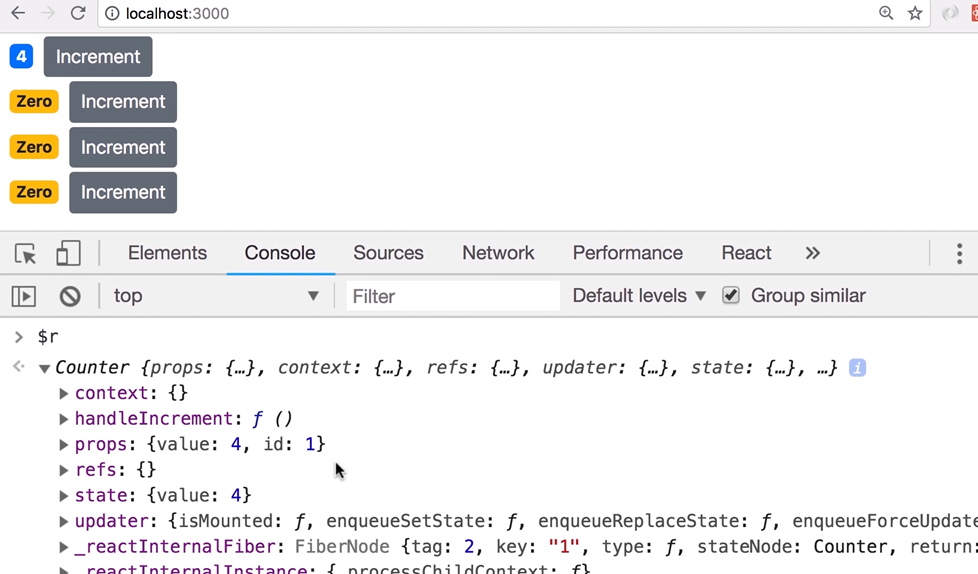 localhost:3000
4 Increment
Zero Increment
Zero Increment
Zero Increment
Elements Console Sources Network Performance React »
top Filter Default levels Group similar
$r
Counter {props: {…}, context: {…}, refs: {…}, updater: {…}, state: {…}, …} i
context: {}
handleIncrement: ƒ ()
props: {value: 4, id: 1}
refs: {}
state: {value: 4}
updater: {isMounted: ƒ, enqueueSetState: ƒ, enqueueReplaceState: ƒ, enqueueForceUpdate
_reactInternalFiber: FiberNode {tag: 2, key: "1", type: ƒ, stateNode: Counter, return:
_reactInternalInstance: {_processChildContext: ƒ}